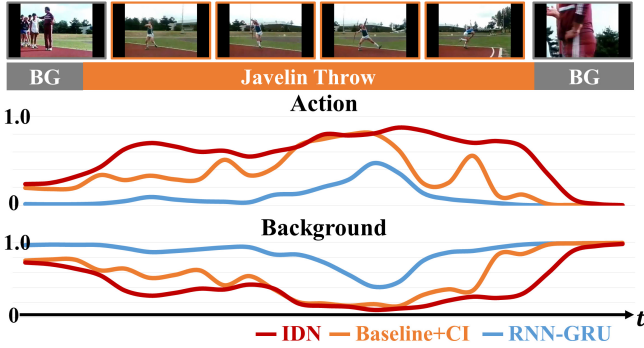 BG Javelin Throw BG
Action
1.0
0
Background
1.0
0
t
IDN Baseline+CI RNN-GRU